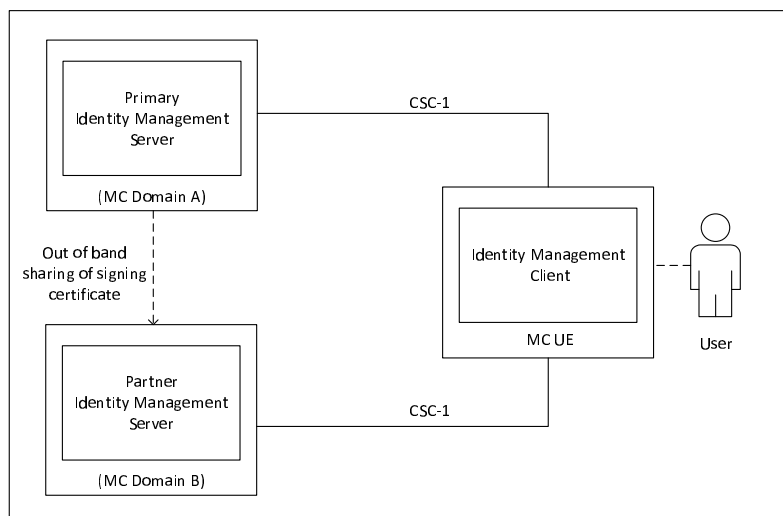 Primary
Identity Management
Server
(MC Domain A)
CSC-1
Out of band
sharing of signing
certificate
Identity Management
Client
MC UE
User
Partner
Identity Management
Server
(MC Domain B)
CSC-1